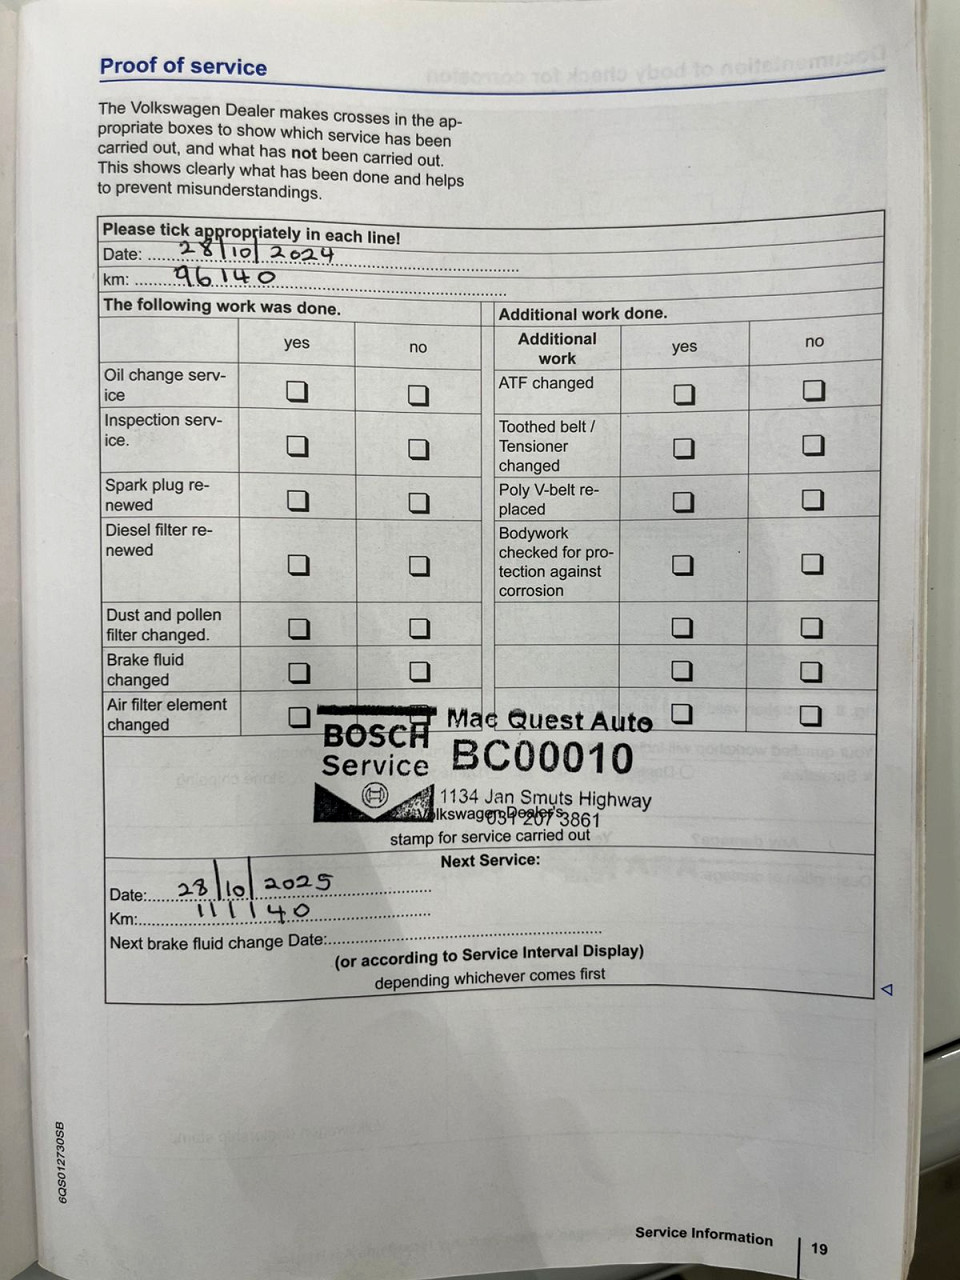 Proof of service
The Volkswagen Dealer makes crosses in the ap-
propriate boxes to show which service has been
carried out, and what has not been carried out.
This shows clearly what has been done and helps
to prevent misunderstandings.
Please tick appropriately in each line!
Date: 28/10/2024
km: 96140
The following work was done.
yes
no
Oil change serv-
ice
Inspection serv-
ice.
Spark plug re-
newed
Diesel filter re-
newed
Dust and pollen
filter changed.
Brake fluid
changed
Air filter element
changed
Additional work done.
Additional
work
yes
no
ATF changed
Toothed belt /
Tensioner
changed
Poly V-belt re-
placed
Bodywork
checked for pro-
tection against
corrosion
BOSCH
Service
Mac Quest Auto
BC00010
1134 Jan Smuts Highway
031 207 3861
Volkswagen Dealer's
stamp for service carried out
Next Service:
Date: 28/10/2025
Km: 111140
Next brake fluid change Date:
(or according to Service Interval Display)
depending whichever comes first
6QS012730SB
Service Information
19